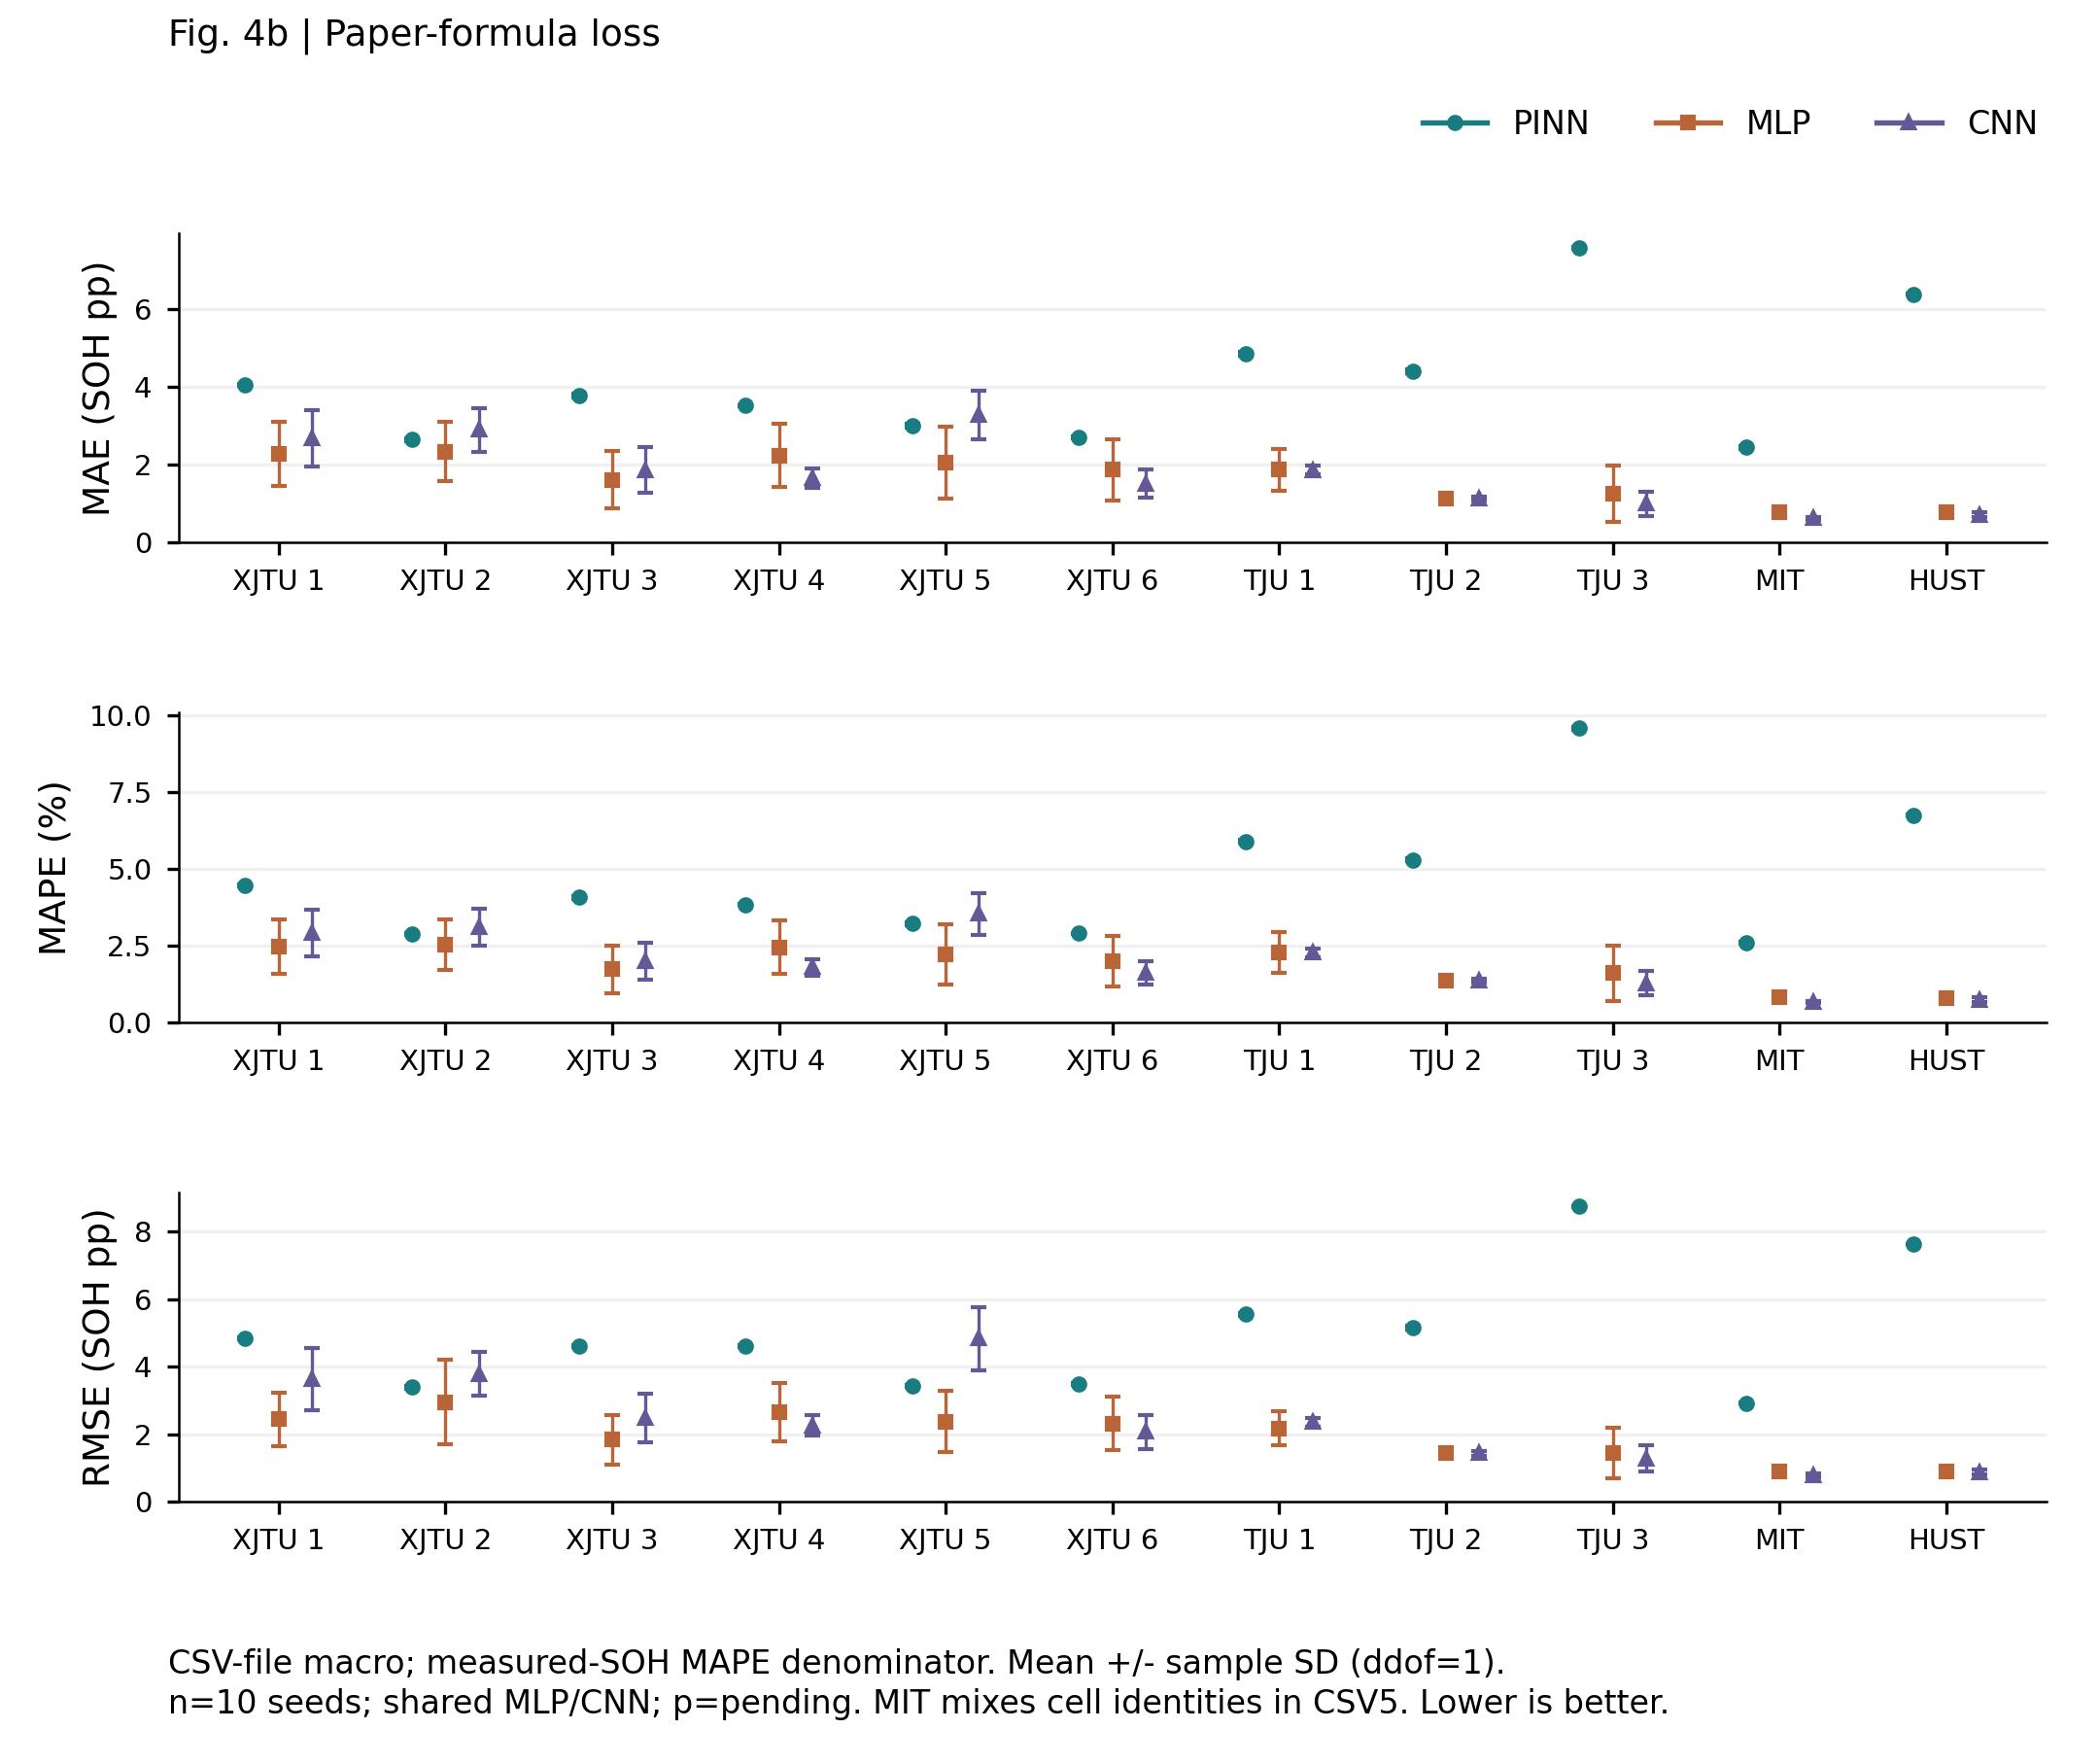 Fig. 4b | Paper-formula loss
PINN MLP CNN
MAE (SOH pp)
6
4
2
0
XJTU 1 XJTU 2 XJTU 3 XJTU 4 XJTU 5 XJTU 6 TJU 1 TJU 2 TJU 3 MIT HUST
MAPE (%)
10.0
7.5
5.0
2.5
0.0
XJTU 1 XJTU 2 XJTU 3 XJTU 4 XJTU 5 XJTU 6 TJU 1 TJU 2 TJU 3 MIT HUST
RMSE (SOH pp)
8
6
4
2
0
XJTU 1 XJTU 2 XJTU 3 XJTU 4 XJTU 5 XJTU 6 TJU 1 TJU 2 TJU 3 MIT HUST
CSV-file macro; measured-SOH MAPE denominator. Mean +/- sample SD (ddof=1).
n=10 seeds; shared MLP/CNN; p=pending. MIT mixes cell identities in CSV5. Lower is better.